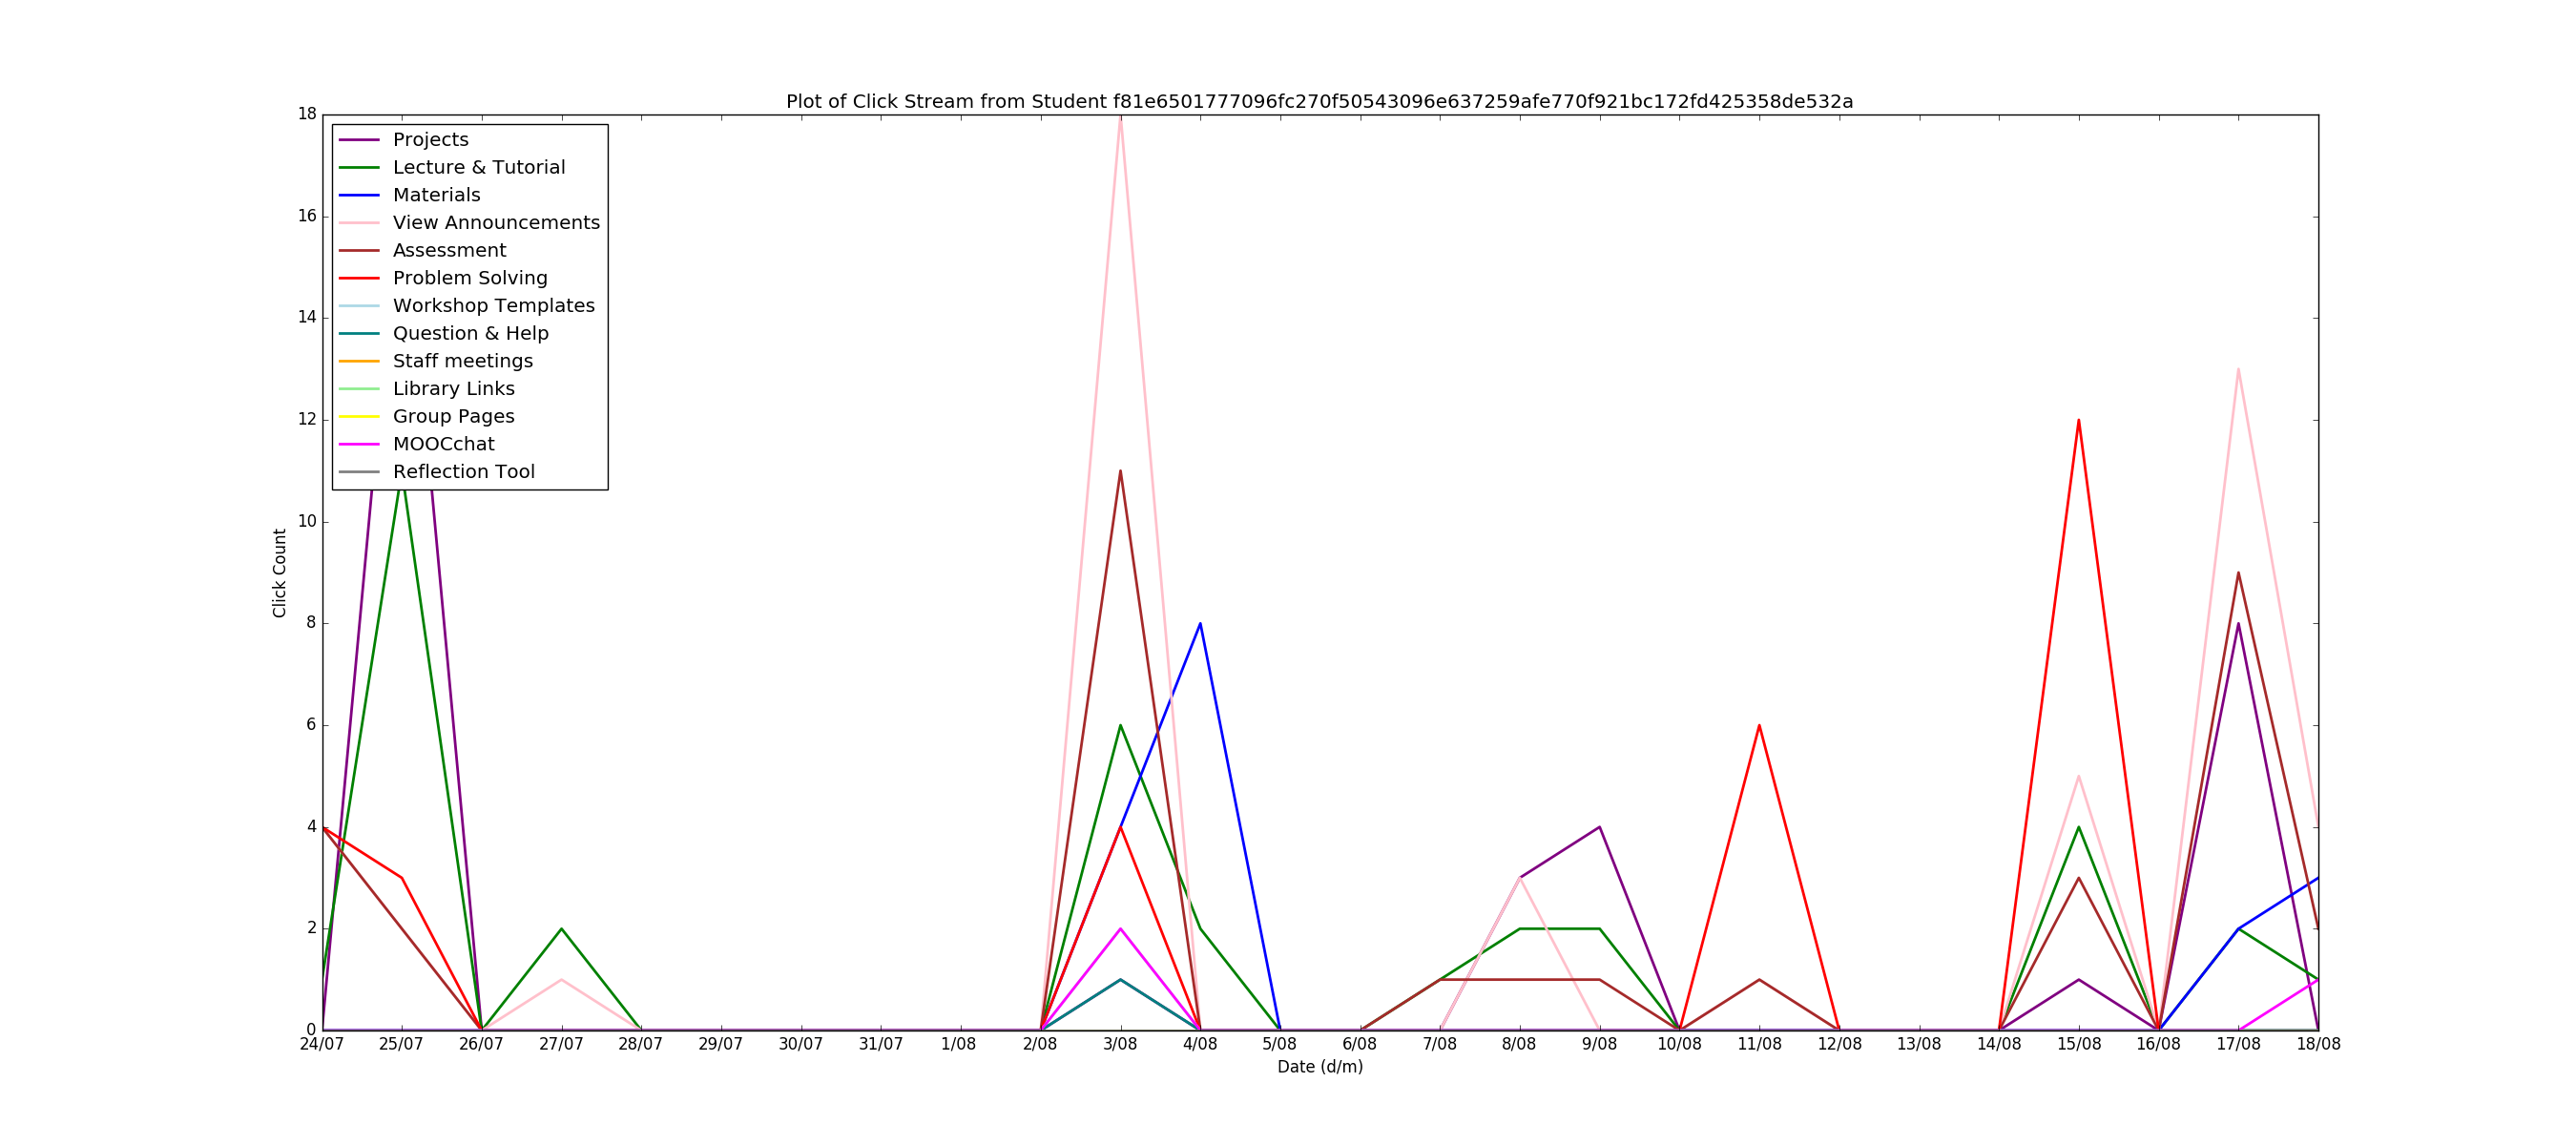 Plot of Click Stream from Student f81e6501777096fc270f50543096e637259afe770f921bc172fd425358de532a
18
16
14
12
10
8
6
4
2
0
Click Count
Projects
Lecture & Tutorial
Materials
View Announcements
Assessment
Problem Solving
Workshop Templates
Question & Help
Staff meetings
Library Links
Group Pages
MOOCchat
Reflection Tool
24/07 25/07 26/07 27/07 28/07 29/07 30/07 31/07 1/08 2/08 3/08 4/08 5/08 6/08 7/08 8/08 9/08 10/08 11/08 12/08 13/08 14/08 15/08 16/08 17/08 18/08
Date (d/m)